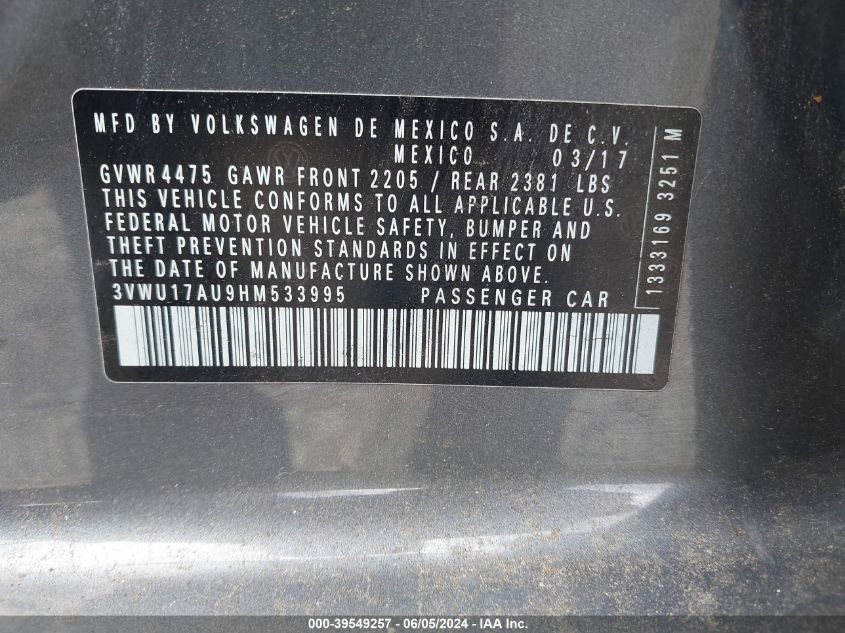 MFD BY VOLKSWAGEN DE MEXICO S.A. DE C.V.
MEXICO 03/17
GVWR 4475 GAWR FRONT 2205 / REAR 2381 LBS
THIS VEHICLE CONFORMS TO ALL APPLICABLE U.S.
FEDERAL MOTOR VEHICLE SAFETY, BUMPER AND
THEFT PREVENTION STANDARDS IN EFFECT ON
THE DATE OF MANUFACTURE SHOWN ABOVE.
3VWU17AU9HM533995 PASSENGER CAR
1333169 3251 M
000-39549257 - 06/05/2024 - IAA Inc.